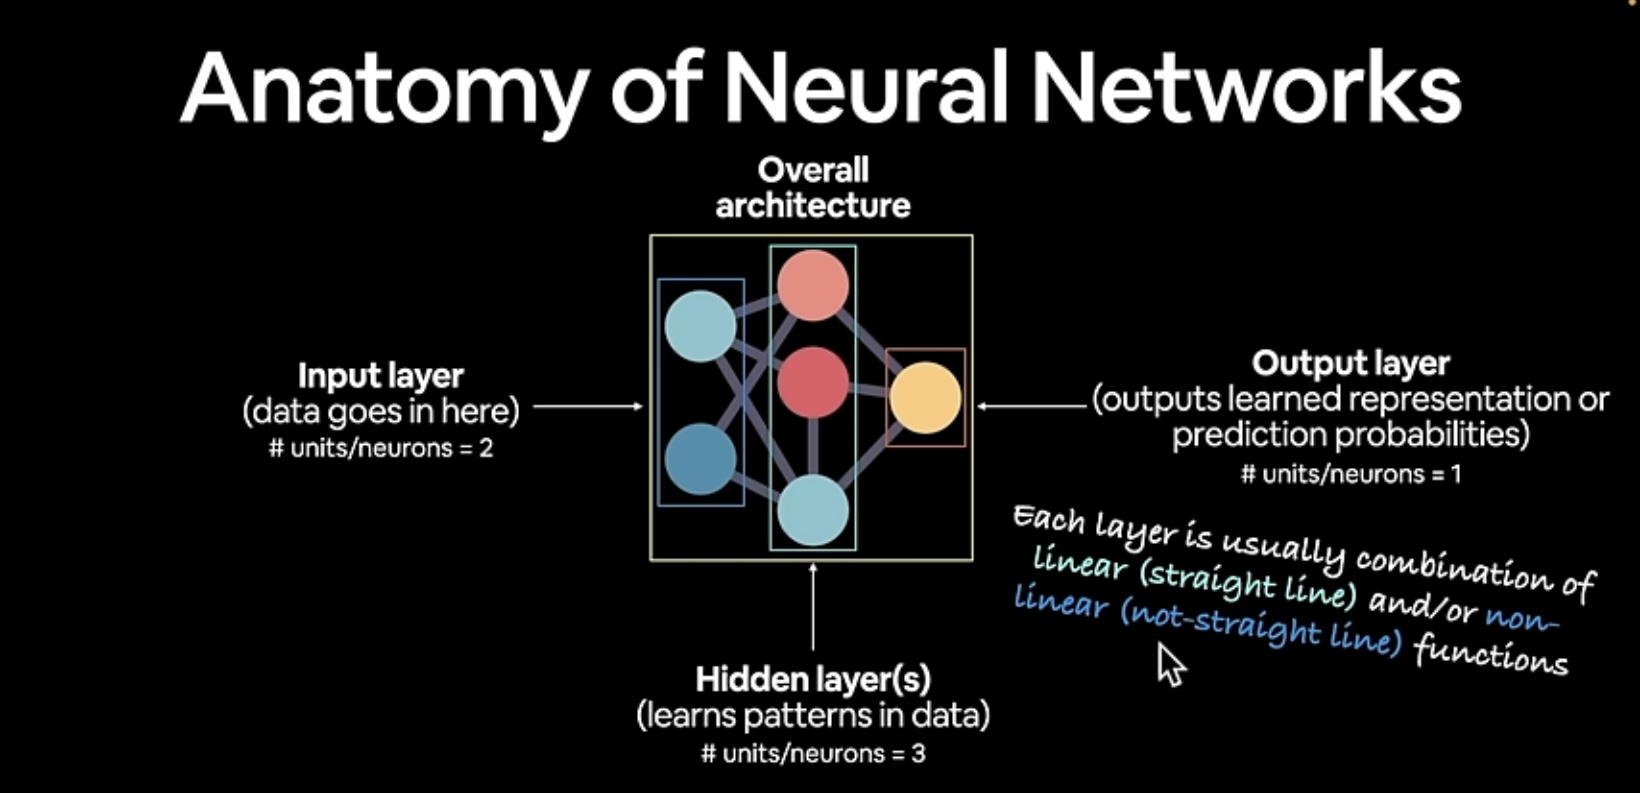 Anatomy of Neural Networks
Overall
architecture
Input layer
(data goes in here)
# units/neurons = 2
Output layer
(outputs learned representation or
prediction probabilities)
# units/neurons = 1
Each layer is usually combination of
linear (straight line) and/or non-
linear (not-straight line) functions
Hidden layer(s)
(learns patterns in data)
# units/neurons = 3